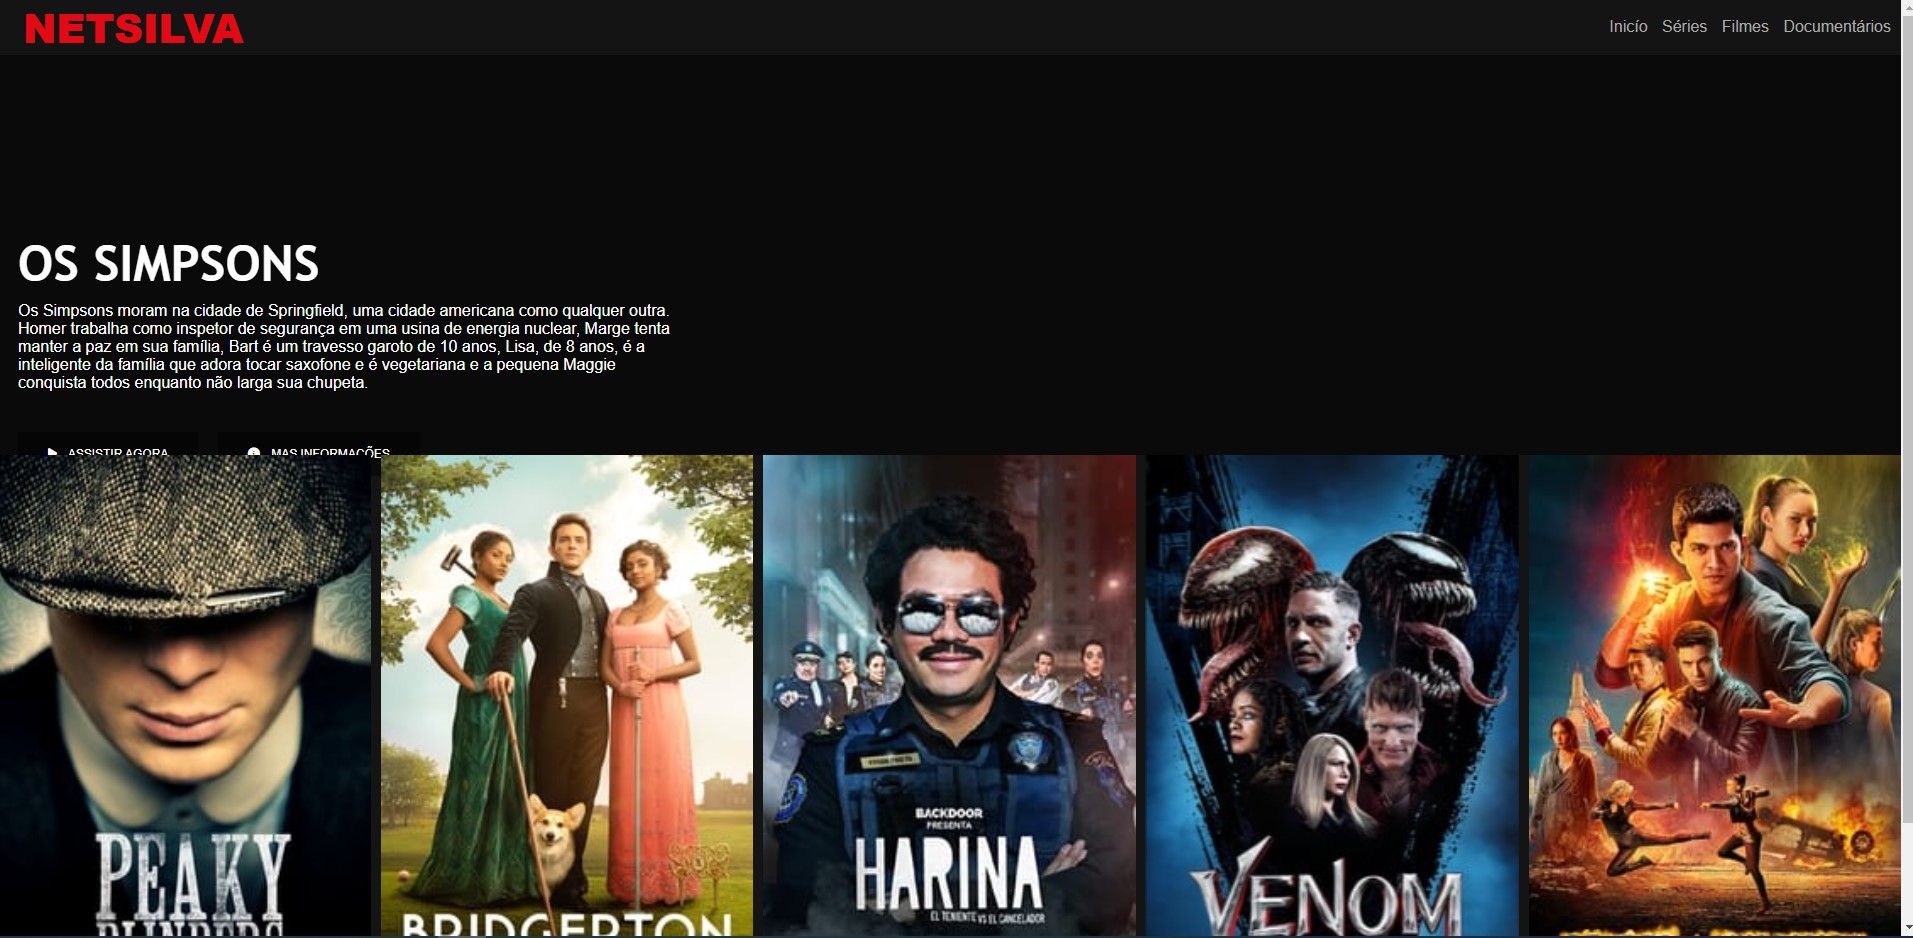 NETSILVA
Inicío Séries Filmes Documentários
OS SIMPSONS
Os Simpsons moram na cidade de Springfield, uma cidade americana como qualquer outra.
Homer trabalha como inspetor de segurança em uma usina de energia nuclear, Marge tenta
manter a paz em sua família, Bart é um travesso garoto de 10 anos, Lisa, de 8 anos, é a
inteligente da família que adora tocar saxofone e é vegetariana e a pequena Maggie
conquista todos enquanto não larga sua chupeta.
ASSISTIR AGORA
MAS INFORMAÇÕES
PEAKY
BLINDERS
BRIDGERTON
BACKDOOR
PRESENTA
HARINA
EL TENIENTE VS EL CANCELADOR
VENOM